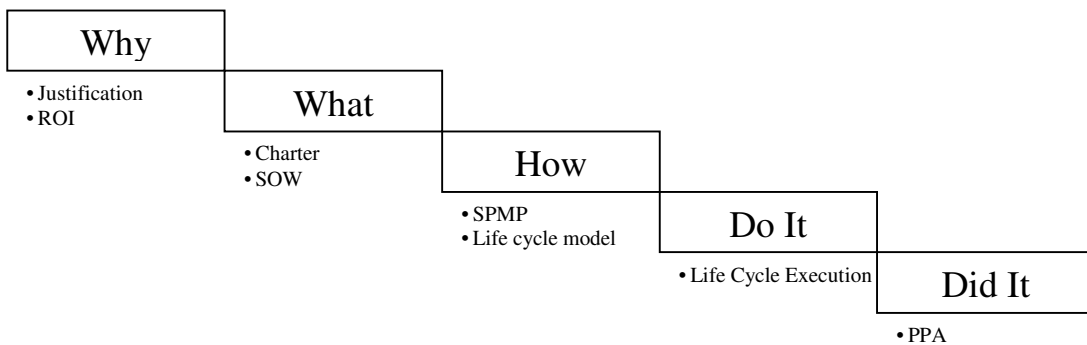 Why
• Justification
• ROI
What
• Charter
• SOW
How
• SPMP
• Life cycle model
Do It
• Life Cycle Execution
Did It
• PPA